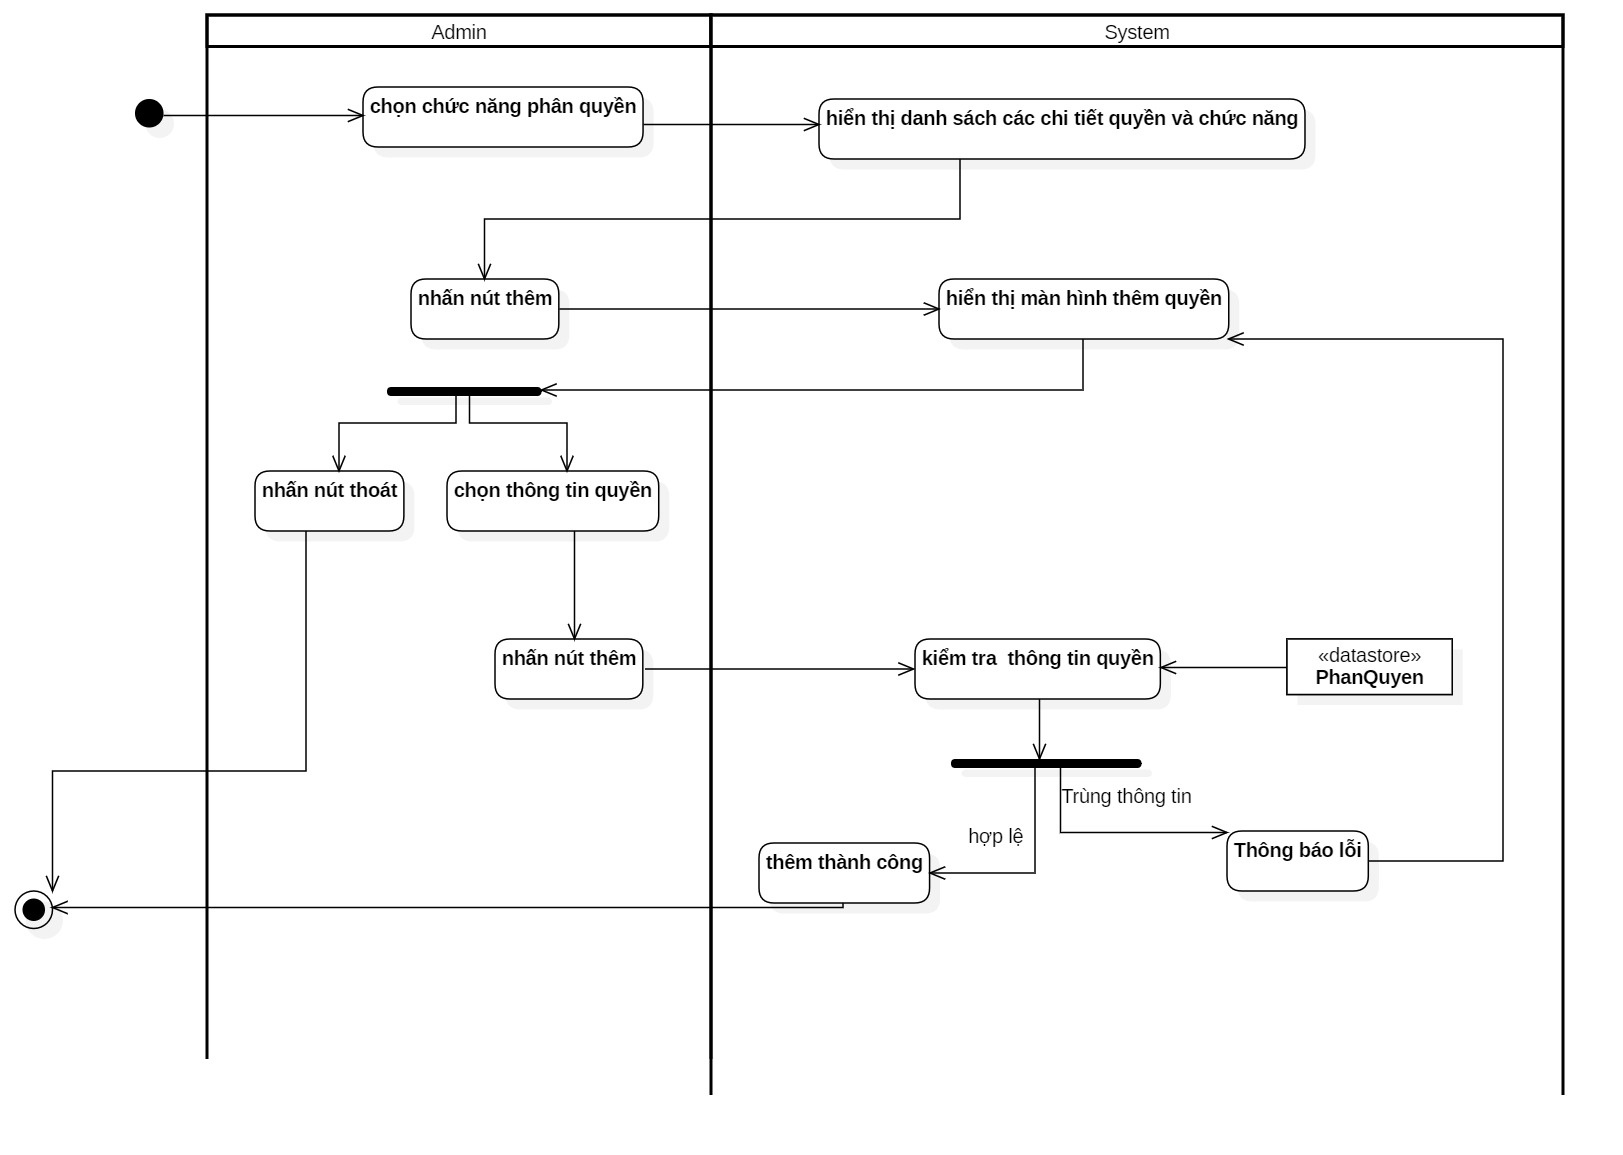 Admin
System
chọn chức năng phân quyền
hiển thị danh sách các chi tiết quyền và chức năng
nhấn nút thêm
hiển thị màn hình thêm quyền
nhấn nút thoát
chọn thông tin quyền
nhấn nút thêm
kiểm tra  thông tin quyền
«datastore»
PhanQuyen
Trùng thông tin
hợp lệ
Thông báo lỗi
thêm thành công